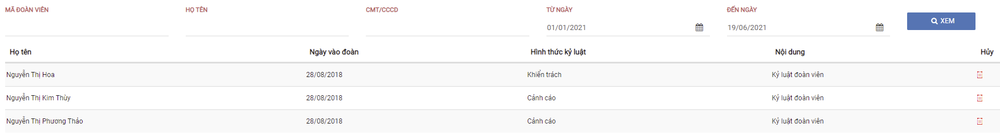 MÃ ĐOÀN VIÊN HỌ TÊN CMT/CCCD TỪ NGÀY ĐẾN NGÀY
01/01/2021 19/06/2021 XEM
Họ tên Ngày vào đoàn Hình thức kỷ luật Nội dung Hủy
Nguyễn Thị Hoa 28/08/2018 Khiển trách Kỷ luật đoàn viên
Nguyễn Thị Kim Thùy 28/08/2018 Cảnh cáo Kỷ luật đoàn viên
Nguyễn Thị Phương Thảo 28/08/2018 Cảnh cáo Kỷ luật đoàn viên